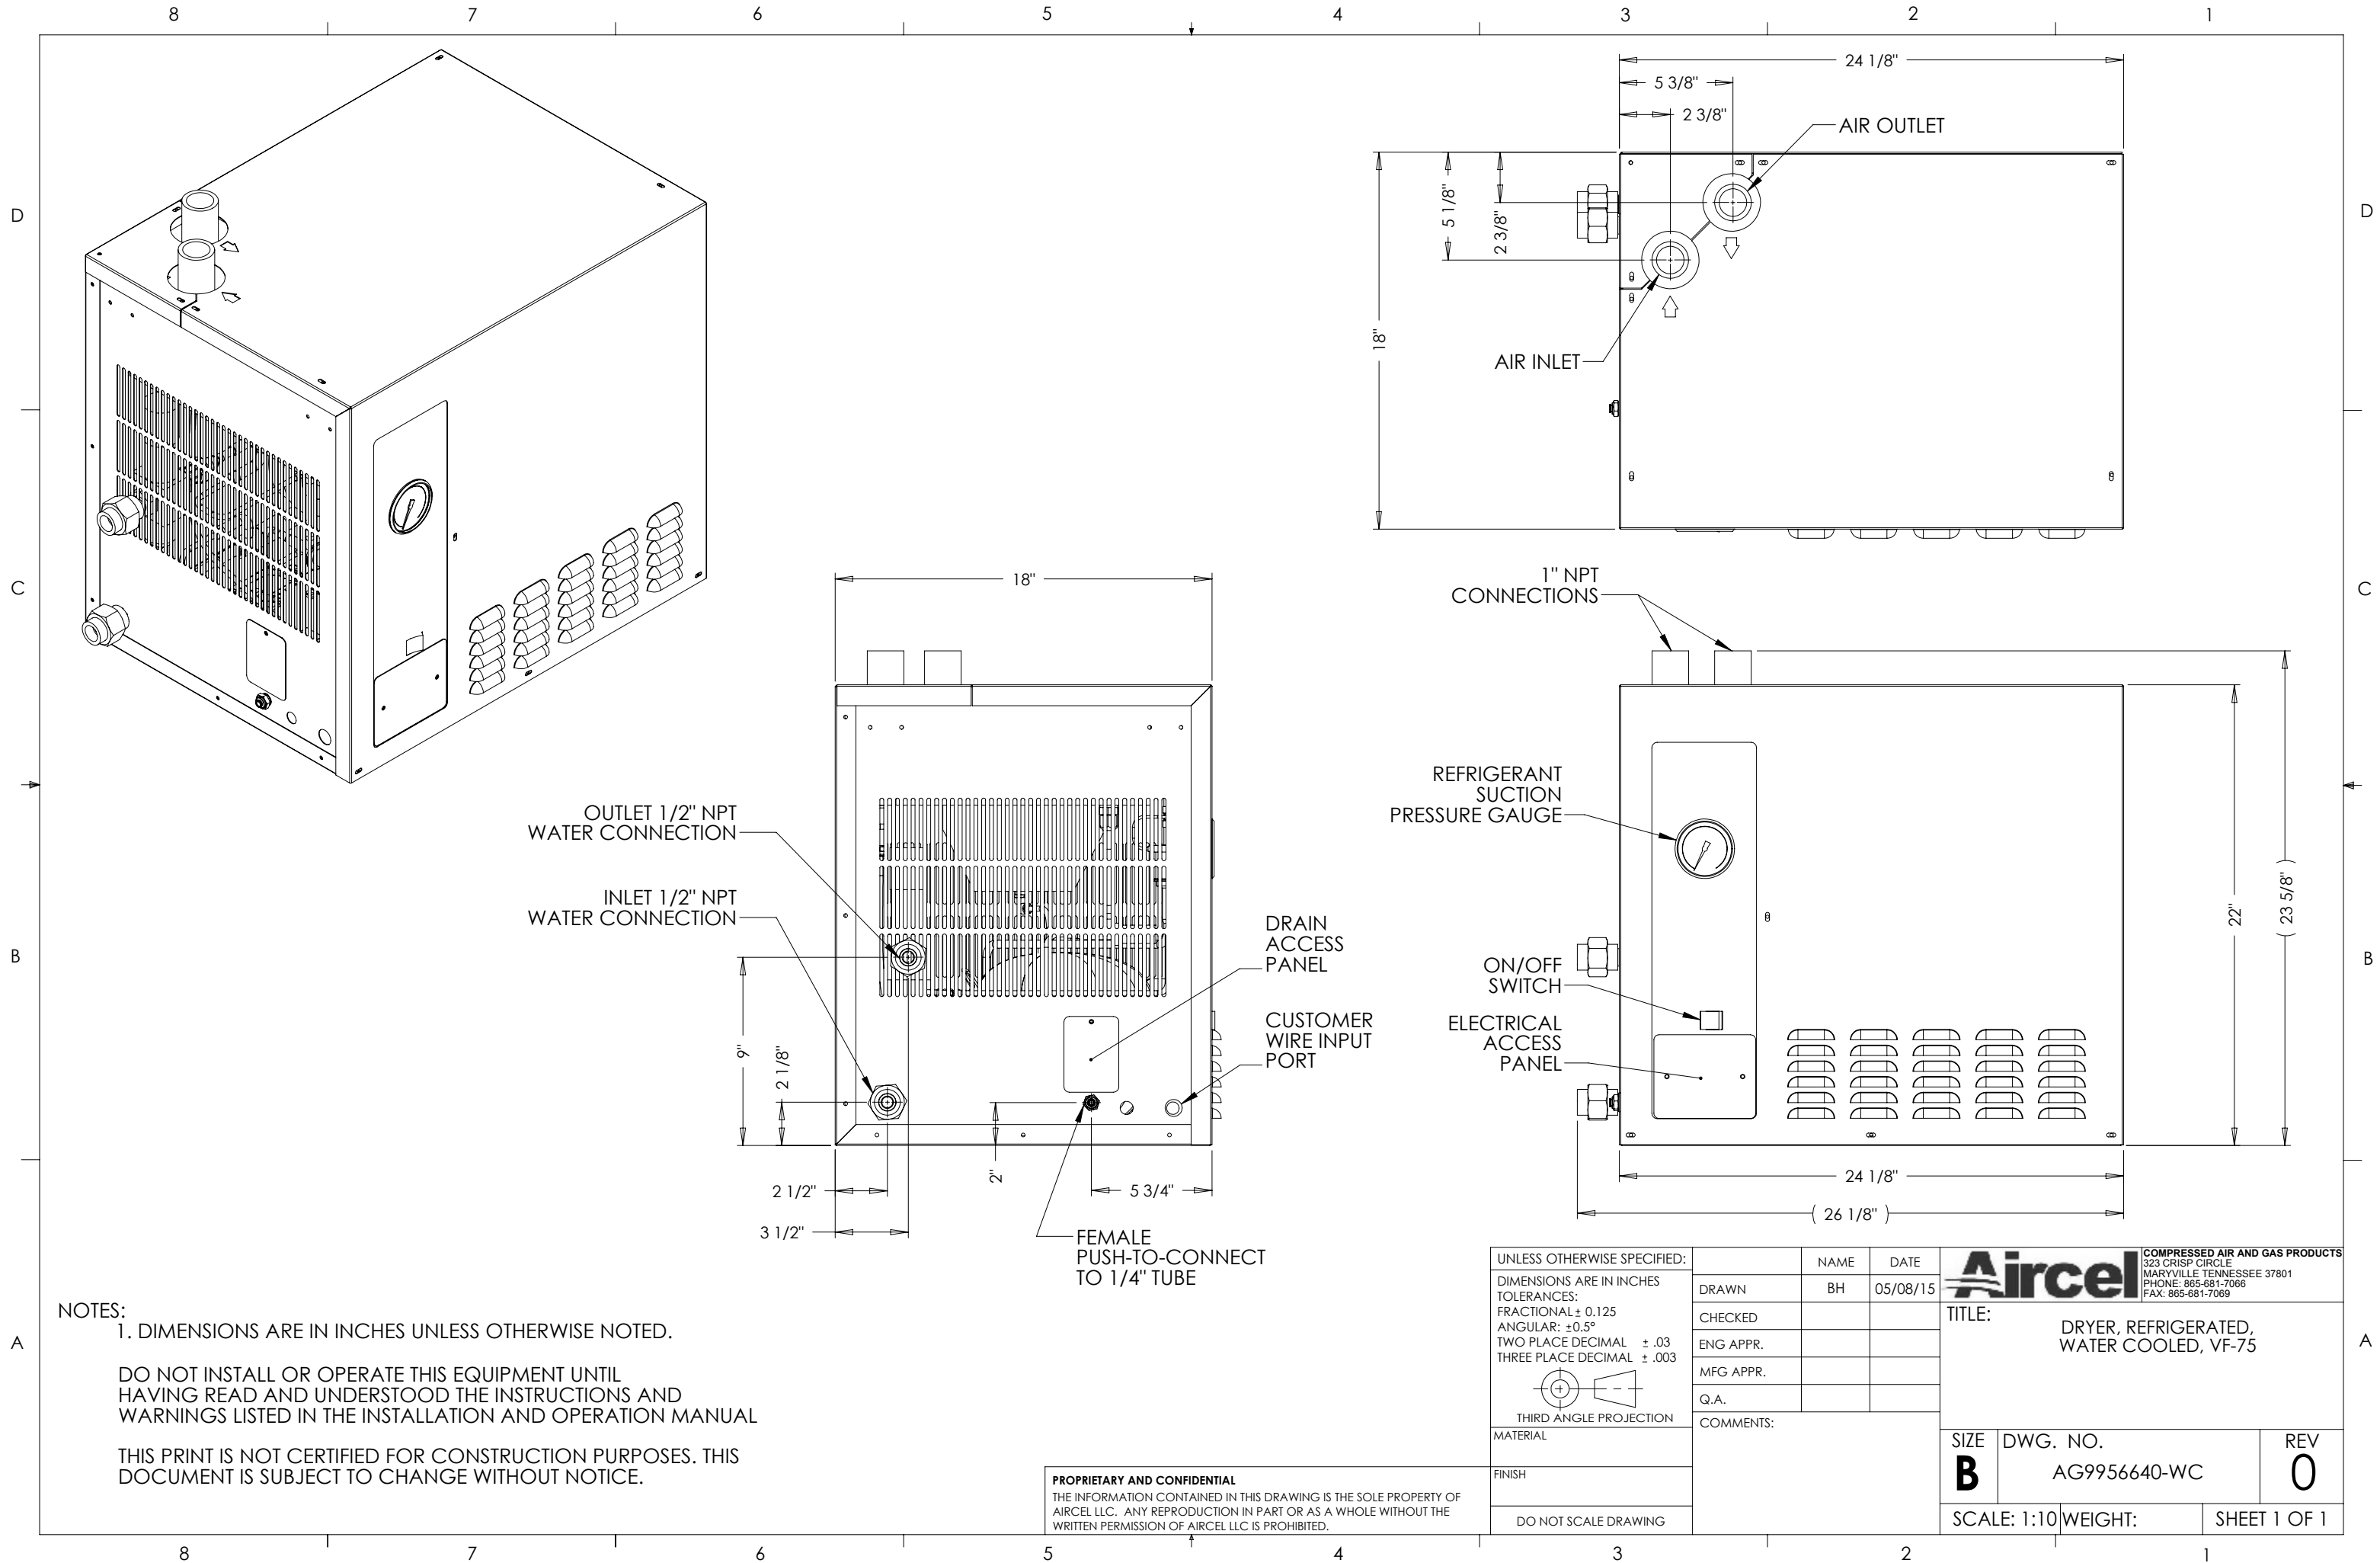 8 7 6 5 4 3 2 1
D
D
C
C
B
B
A
A
24 1/8"
5 3/8"
2 3/8"
AIR OUTLET
18"
5 1/8"
2 3/8"
AIR INLET
18"
1" NPT
CONNECTIONS
OUTLET 1/2" NPT
WATER CONNECTION
INLET 1/2" NPT
WATER CONNECTION
DRAIN
ACCESS
PANEL
CUSTOMER
WIRE INPUT
PORT
9"
2 1/8"
2 1/2"
3 1/2"
2"
5 3/4"
FEMALE
PUSH-TO-CONNECT
TO 1/4" TUBE
REFRIGERANT
SUCTION
PRESSURE GAUGE
ON/OFF
SWITCH
ELECTRICAL
ACCESS
PANEL
22"
( 23 5/8" )
24 1/8"
( 26 1/8" )
NOTES:
1. DIMENSIONS ARE IN INCHES UNLESS OTHERWISE NOTED.
DO NOT INSTALL OR OPERATE THIS EQUIPMENT UNTIL
HAVING READ AND UNDERSTOOD THE INSTRUCTIONS AND
WARNINGS LISTED IN THE INSTALLATION AND OPERATION MANUAL
THIS PRINT IS NOT CERTIFIED FOR CONSTRUCTION PURPOSES. THIS
DOCUMENT IS SUBJECT TO CHANGE WITHOUT NOTICE.
PROPRIETARY AND CONFIDENTIAL
THE INFORMATION CONTAINED IN THIS DRAWING IS THE SOLE PROPERTY OF
AIRCEL LLC. ANY REPRODUCTION IN PART OR AS A WHOLE WITHOUT THE
WRITTEN PERMISSION OF AIRCEL LLC IS PROHIBITED.
UNLESS OTHERWISE SPECIFIED:
DIMENSIONS ARE IN INCHES
TOLERANCES:
FRACTIONAL ± 0.125
ANGULAR: ±0.5°
TWO PLACE DECIMAL ± .03
THREE PLACE DECIMAL ± .003
THIRD ANGLE PROJECTION
MATERIAL
FINISH
DO NOT SCALE DRAWING
NAME DATE
DRAWN BH 05/08/15
CHECKED
ENG APPR.
MFG APPR.
Q.A.
COMMENTS:
Aircel
COMPRESSED AIR AND GAS PRODUCTS
323 CRISP CIRCLE
MARYVILLE TENNESSEE 37801
PHONE: 865-681-7066
FAX: 865-681-7069
TITLE:
DRYER, REFRIGERATED,
WATER COOLED, VF-75
SIZE DWG. NO. REV
B AG9956640-WC 0
SCALE: 1:10 WEIGHT: SHEET 1 OF 1
8 7 6 5 4 3 2 1